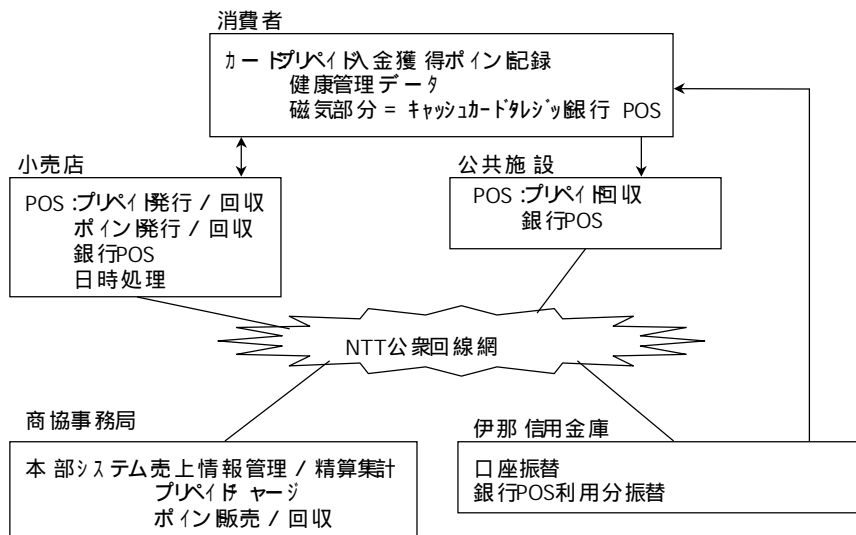 消費者
カードプリペイド入金獲得ポイント記録
健康管理データ
磁気部分 = キャッシュカードタレジット銀行 POS
小売店
POS :プリペイド発行 / 回収
ポイント発行 / 回収
銀行POS
日時処理
公共施設
POS :プリペイド回収
銀行POS
NTT公衆回線網
商協事務局
本部システム売上情報管理 / 精算集計
プリペイドチャージ
ポイント販売 / 回収
伊那信用金庫
口座振替
銀行POS利用分振替